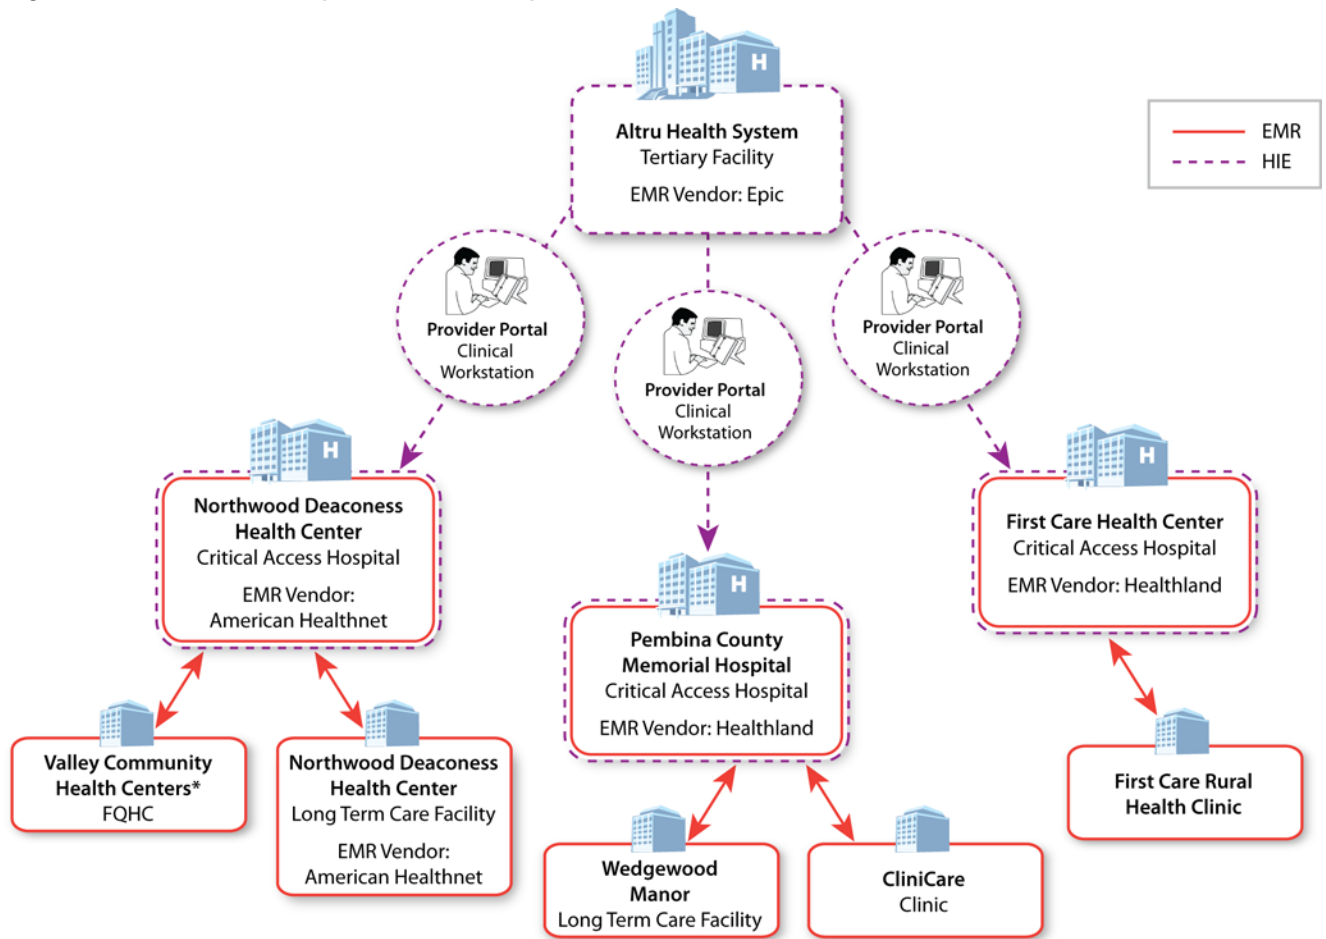 Altru Health System
Tertiary Facility
EMR Vendor: Epic
H
EMR
HIE
Provider Portal
Clinical
Workstation
Provider Portal
Clinical
Workstation
Provider Portal
Clinical
Workstation
H
Northwood Deaconess
Health Center
Critical Access Hospital
EMR Vendor:
American Healthnet
H
Pembina County
Memorial Hospital
Critical Access Hospital
EMR Vendor: Healthland
H
First Care Health Center
Critical Access Hospital
EMR Vendor: Healthland
Valley Community
Health Centers*
FQHC
Northwood Deaconess
Health Center
Long Term Care Facility
EMR Vendor:
American Healthnet
Wedgewood
Manor
Long Term Care Facility
CliniCare
Clinic
First Care Rural
Health Clinic